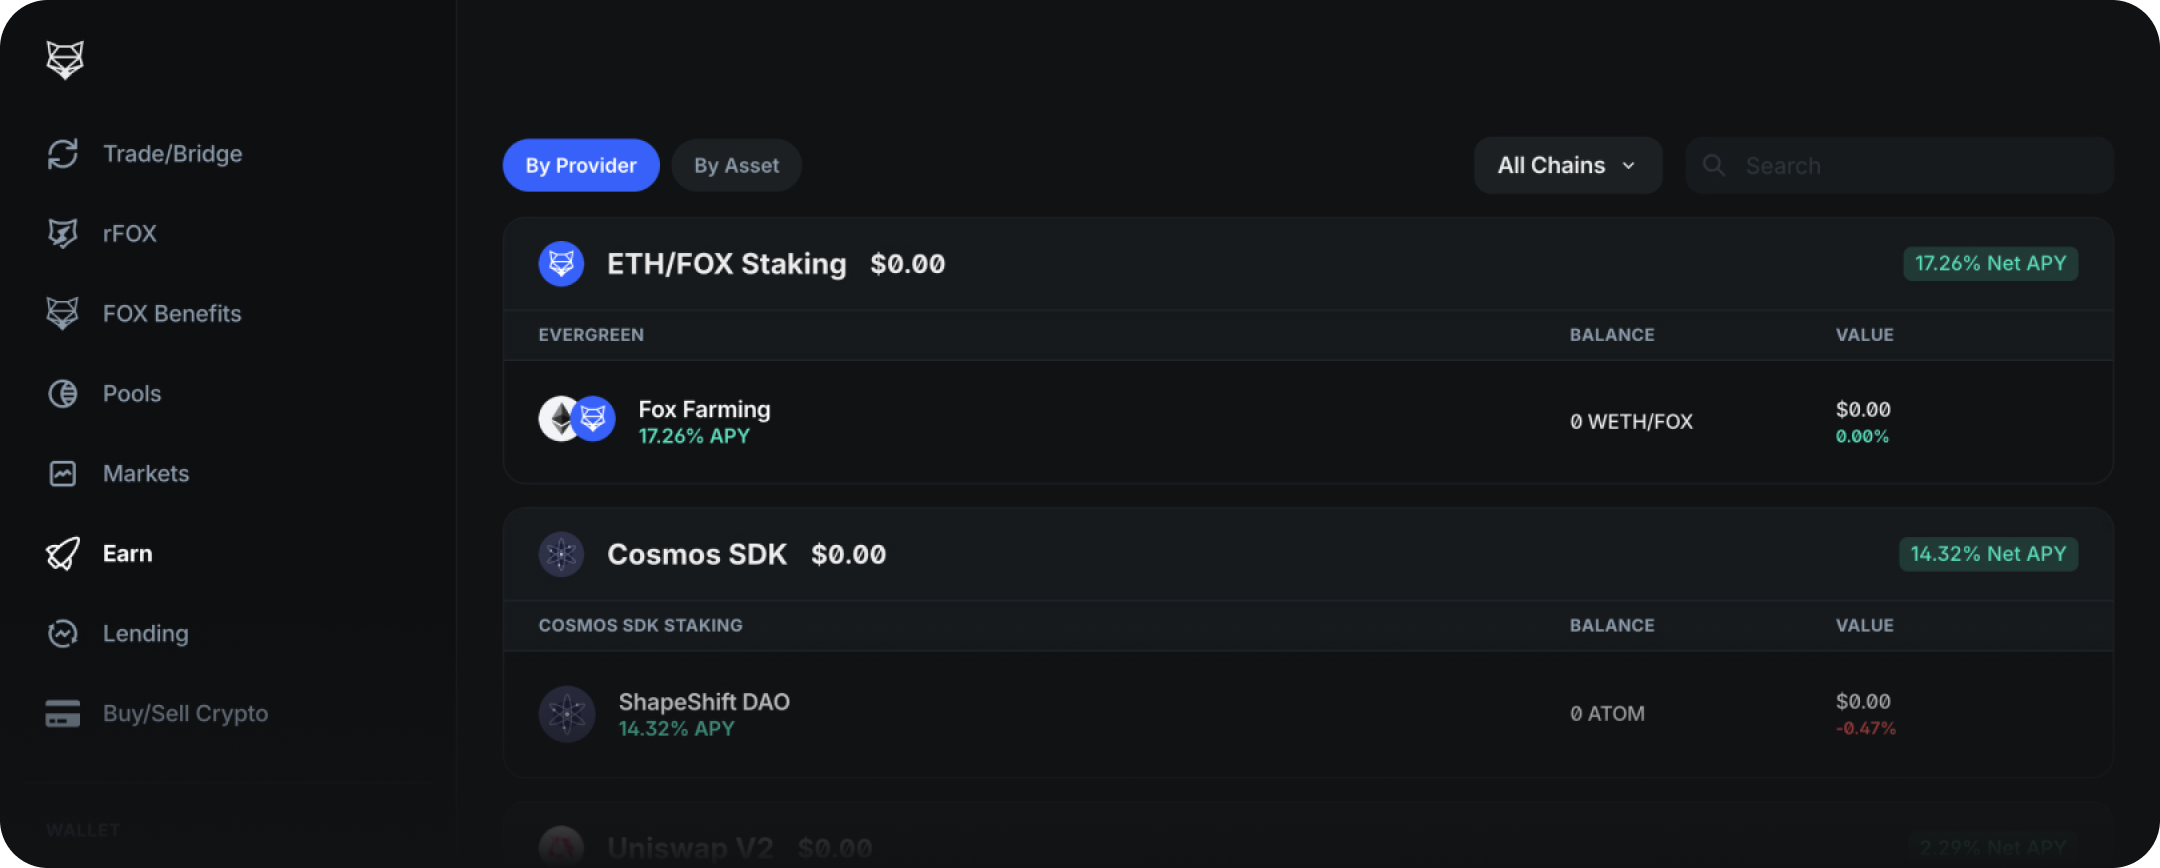 Trade/Bridge
rFOX
FOX Benefits
Pools
Markets
Earn
Lending
Buy/Sell Crypto
WALLET
By Provider By Asset All Chains Search
ETH/FOX Staking $0.00 17.26% Net APY
EVERGREEN BALANCE VALUE
Fox Farming 0 WETH/FOX $0.00
17.26% APY 0.00%
Cosmos SDK $0.00 14.32% Net APY
COSMOS SDK STAKING BALANCE VALUE
ShapeShift DAO 0 ATOM $0.00
14.32% APY -0.47%
Uniswap V2 $0.00 2.29% Net APY